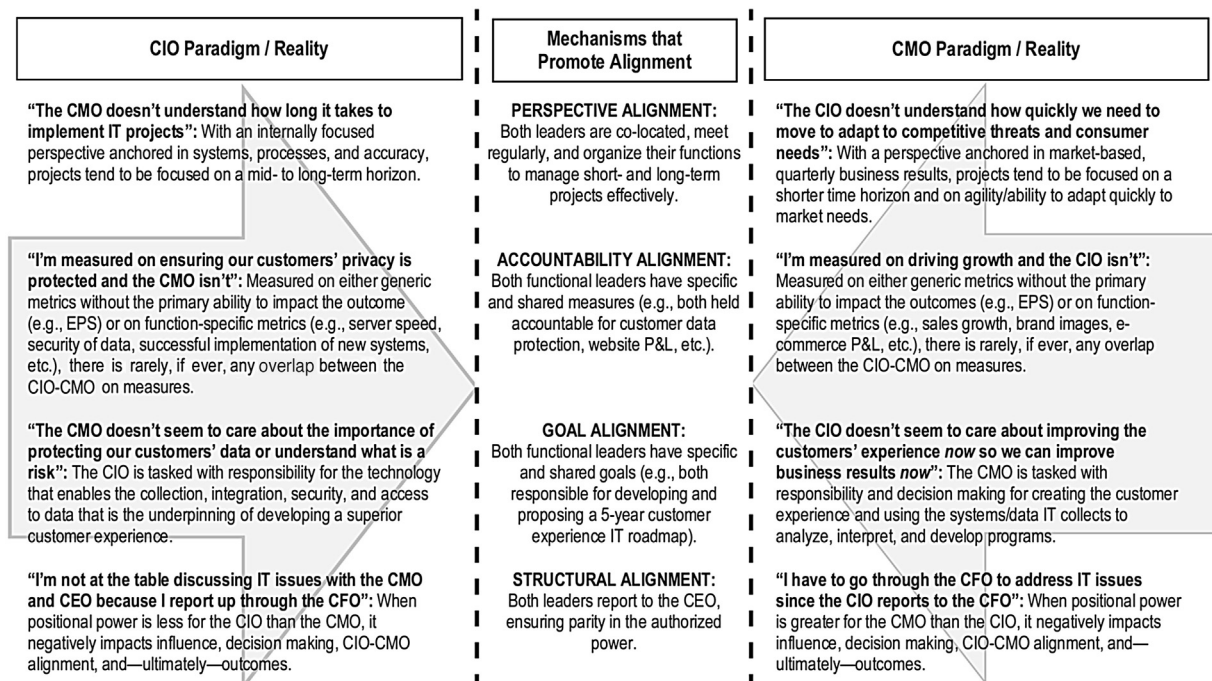 CIO Paradigm / Reality
“The CMO doesn’t understand how long it takes to
implement IT projects”: With an internally focused
perspective anchored in systems, processes, and accuracy,
projects tend to be focused on a mid- to long-term horizon.
“I’m measured on ensuring our customers’ privacy is
protected and the CMO isn’t”: Measured on either generic
metrics without the primary ability to impact the outcome
(e.g., EPS) or on function-specific metrics (e.g., server speed,
security of data, successful implementation of new systems,
etc.), there is rarely, if ever, any overlap between the
CIO-CMO on measures.
“The CMO doesn’t seem to care about the importance of
protecting our customers’ data or understand what is a
risk”: The CIO is tasked with responsibility for the technology
that enables the collection, integration, security, and access
to data that is the underpinning of developing a superior
customer experience.
“I’m not at the table discussing IT issues with the CMO
and CEO because I report up through the CFO”: When
positional power is less for the CIO than the CMO, it
negatively impacts influence, decision making, CIO-CMO
alignment, and—ultimately—outcomes.
Mechanisms that
Promote Alignment
PERSPECTIVE ALIGNMENT:
Both leaders are co-located, meet
regularly, and organize their functions
to manage short- and long-term
projects effectively.
ACCOUNTABILITY ALIGNMENT:
Both functional leaders have specific
and shared measures (e.g., both held
accountable for customer data
protection, website P&L, etc.).
GOAL ALIGNMENT:
Both functional leaders have specific
and shared goals (e.g., both
responsible for developing and
proposing a 5-year customer
experience IT roadmap).
STRUCTURAL ALIGNMENT:
Both leaders report to the CEO,
ensuring parity in the authorized
power.
CMO Paradigm / Reality
“The CIO doesn’t understand how quickly we need to
move to adapt to competitive threats and consumer
needs”: With a perspective anchored in market-based,
quarterly business results, projects tend to be focused on a
shorter time horizon and on agility/ability to adapt quickly to
market needs.
“I’m measured on driving growth and the CIO isn’t”:
Measured on either generic metrics without the primary
ability to impact the outcomes (e.g., EPS) or on function-
specific metrics (e.g., sales growth, brand images, e-
commerce P&L, etc.), there is rarely, if ever, any overlap
between the CIO-CMO on measures.
“The CIO doesn’t seem to care about improving the
customers’ experience now so we can improve
business results now”: The CMO is tasked with
responsibility and decision making for creating the customer
experience and using the systems/data IT collects to
analyze, interpret, and develop programs.
“I have to go through the CFO to address IT issues
since the CIO reports to the CFO”: When positional power
is greater for the CMO than the CIO, it negatively impacts
influence, decision making, CIO-CMO alignment, and—
ultimately—outcomes.